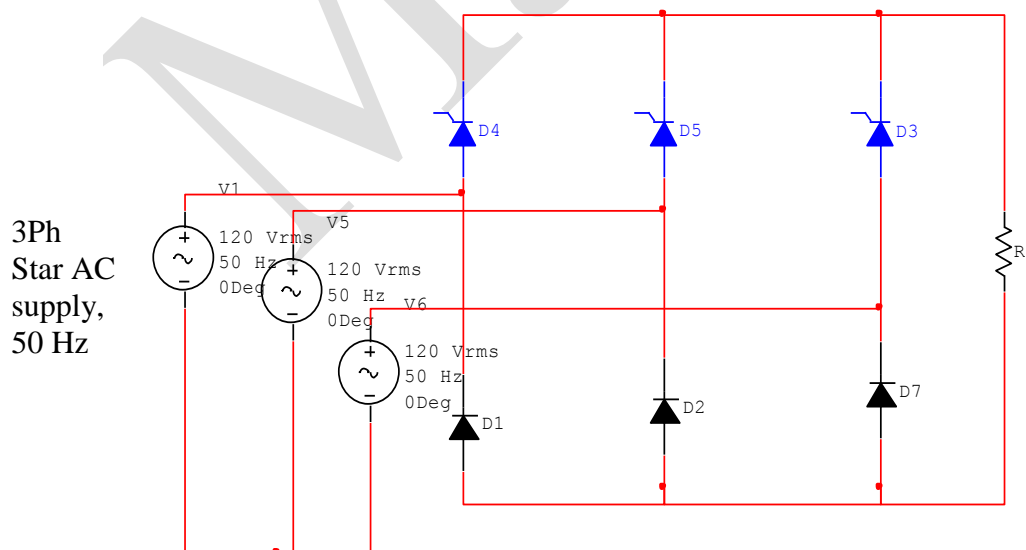 D4
D5
D3
V1
V5
V6
3Ph
Star AC
supply,
50 Hz
120 Vrms
50 Hz
0Deg
120 Vrms
50 Hz
0Deg
120 Vrms
50 Hz
0Deg
R
D1
D2
D7